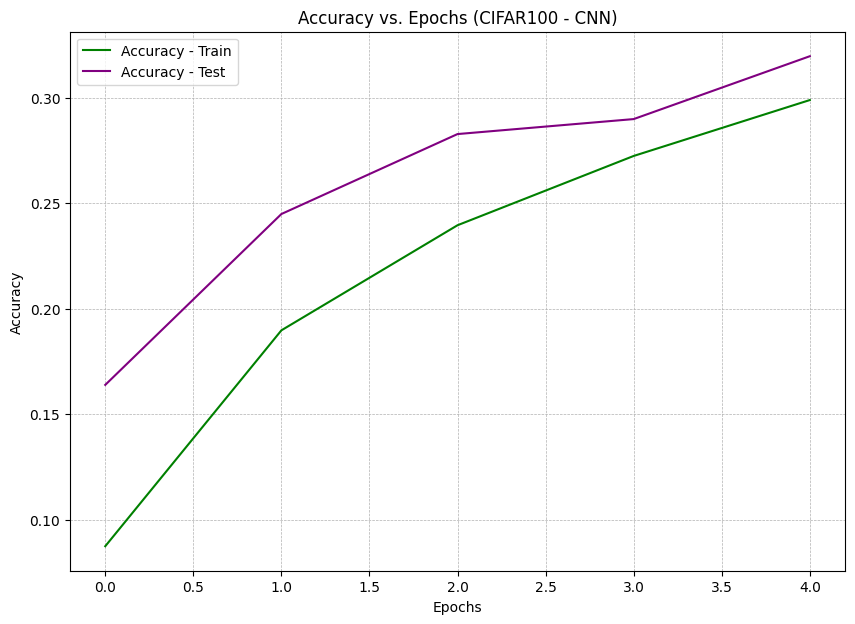 Accuracy vs. Epochs (CIFAR100 - CNN)
Accuracy - Train
Accuracy - Test
Accuracy
0.30
0.25
0.20
0.15
0.10
0.0 0.5 1.0 1.5 2.0 2.5 3.0 3.5 4.0
Epochs